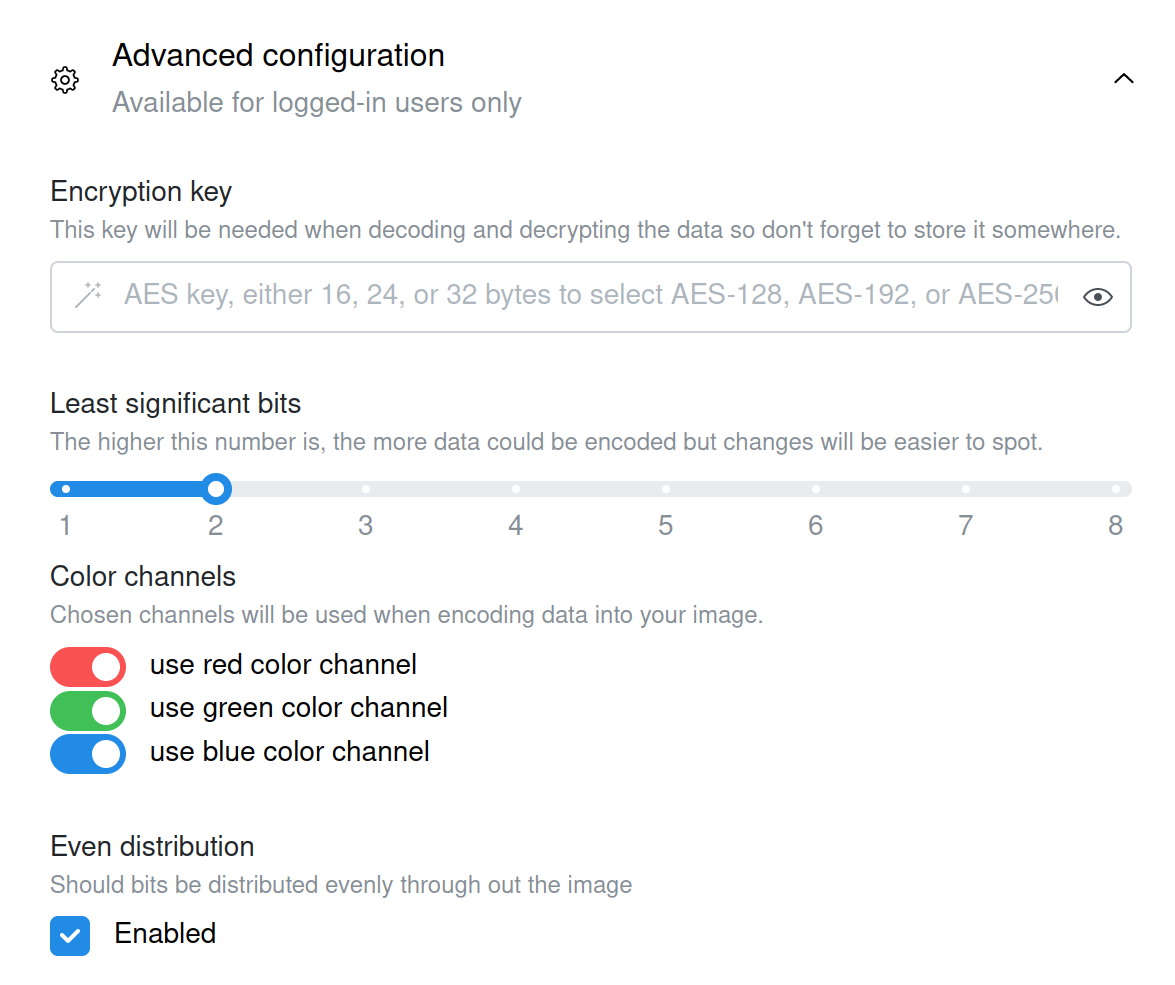 Advanced configuration
Available for logged-in users only
Encryption key
This key will be needed when decoding and decrypting the data so don't forget to store it somewhere.
AES key, either 16, 24, or 32 bytes to select AES-128, AES-192, or AES-256
Least significant bits
The higher this number is, the more data could be encoded but changes will be easier to spot.
1 2 3 4 5 6 7 8
Color channels
Chosen channels will be used when encoding data into your image.
use red color channel
use green color channel
use blue color channel
Even distribution
Should bits be distributed evenly through out the image
Enabled